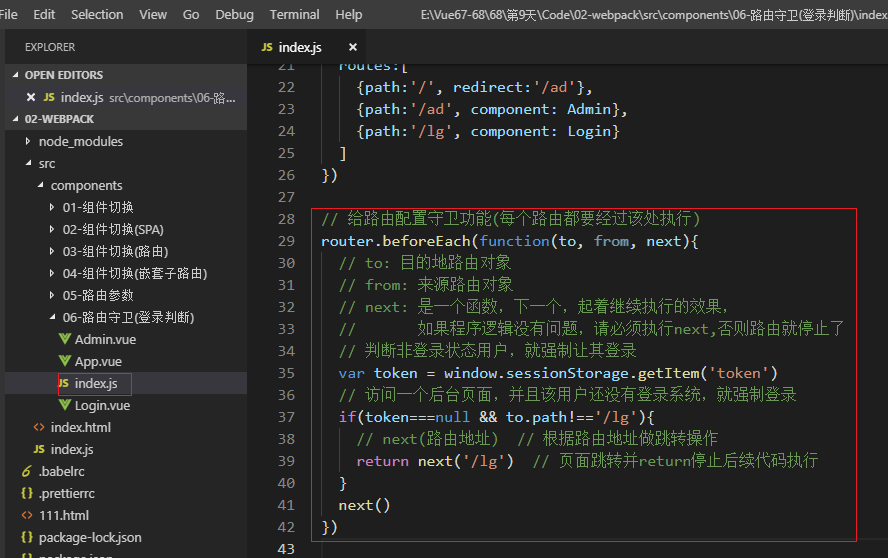 File Edit Selection View Go Debug Terminal Help E:\Vue67-68\68\第9天\Code\02-webpack\src\components\06-路由守卫(登录判断)\index
EXPLORER
OPEN EDITORS
JS index.js src\components\06-路...
02-WEBPACK
node_modules
src
components
01-组件切换
02-组件切换(SPA)
03-组件切换(路由)
04-组件切换(嵌套子路由)
05-路由参数
06-路由守卫(登录判断)
Admin.vue
App.vue
JS index.js
Login.vue
index.html
JS index.js
.babelrc
.prettierrc
111.html
package-lock.json
package.json
JS index.js
21 routes:[
22 {path:'/', redirect:'/ad'},
23 {path:'/ad', component: Admin},
24 {path:'/lg', component: Login}
25 ]
26 })
27
28 // 给路由配置守卫功能(每个路由都要经过该处执行)
29 router.beforeEach(function(to, from, next){
30 // to: 目的地路由对象
31 // from: 来源路由对象
32 // next: 是一个函数，下一个，起着继续执行的效果，
33 // 如果程序逻辑没有问题，请必须执行next,否则路由就停止了
34 // 判断非登录状态用户，就强制让其登录
35 var token = window.sessionStorage.getItem('token')
36 // 访问一个后台页面，并且该用户还没有登录系统，就强制登录
37 if(token===null && to.path!=='/lg'){
38 // next(路由地址) // 根据路由地址做跳转操作
39 return next('/lg') // 页面跳转并return停止后续代码执行
40 }
41 next()
42 })
43